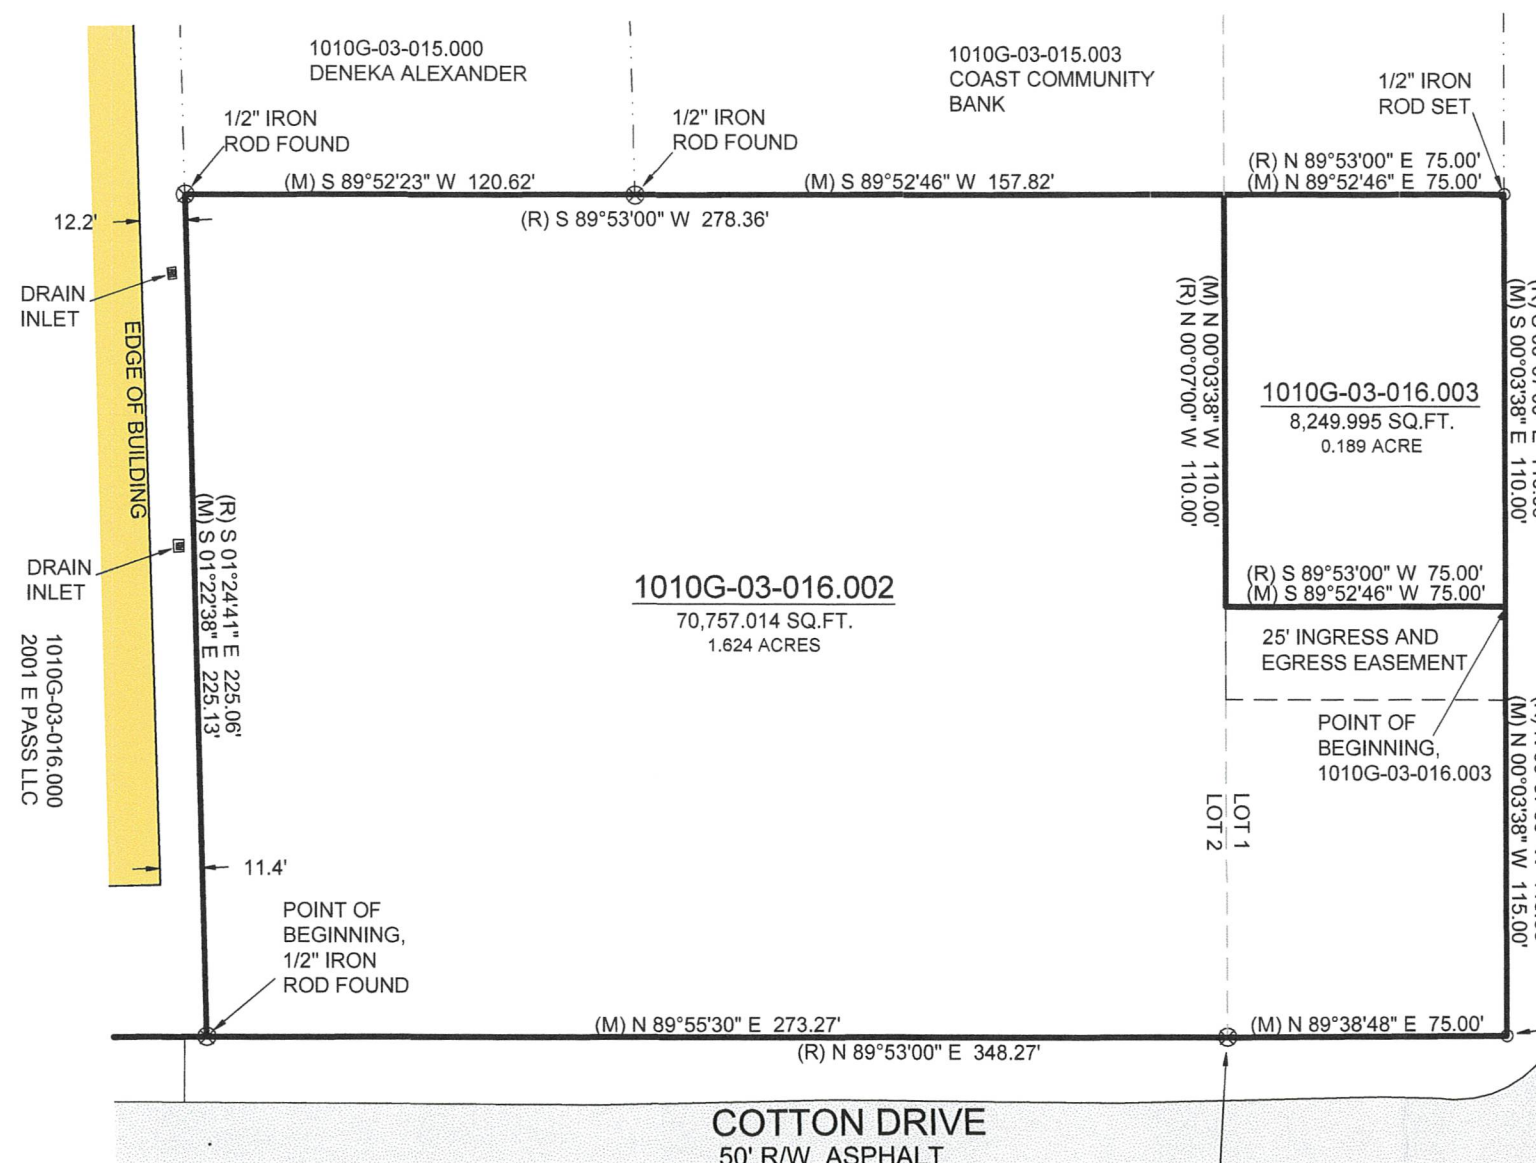 1010G-03-015.000
DENEKA ALEXANDER
1010G-03-015.003
COAST COMMUNITY
BANK
1/2" IRON
ROD SET
1/2" IRON
ROD FOUND
1/2" IRON
ROD FOUND
(R) N 89°53'00" E 75.00'
(M) N 89°52'46" E 75.00'
(M) S 89°52'23" W 120.62'
(M) S 89°52'46" W 157.82'
(R) S 89°53'00" W 278.36'
12.2'
DRAIN
INLET
EDGE OF BUILDING
(M) N 00°03'38" W 110.00'
(R) N 00°07'00" W 110.00'
(M) S 00°03'38" E 110.00'
1010G-03-016.003
8,249.995 SQ.FT.
0.189 ACRE
(R) S 01°24'41" E 225.06'
(M) S 01°22'38" E 225.13'
DRAIN
INLET
1010G-03-016.002
70,757.014 SQ.FT.
1.624 ACRES
(R) S 89°53'00" W 75.00'
(M) S 89°52'46" W 75.00'
25' INGRESS AND
EGRESS EASEMENT
1010G-03-016.000
2001 E PASS LLC
POINT OF
BEGINNING,
1010G-03-016.003
(M) N 00°03'38" W 115.00'
LOT 1
LOT 2
11.4'
POINT OF
BEGINNING,
1/2" IRON
ROD FOUND
(M) N 89°55'30" E 273.27'
(M) N 89°38'48" E 75.00'
(R) N 89°53'00" E 348.27'
COTTON DRIVE
50' R/W ASPHALT